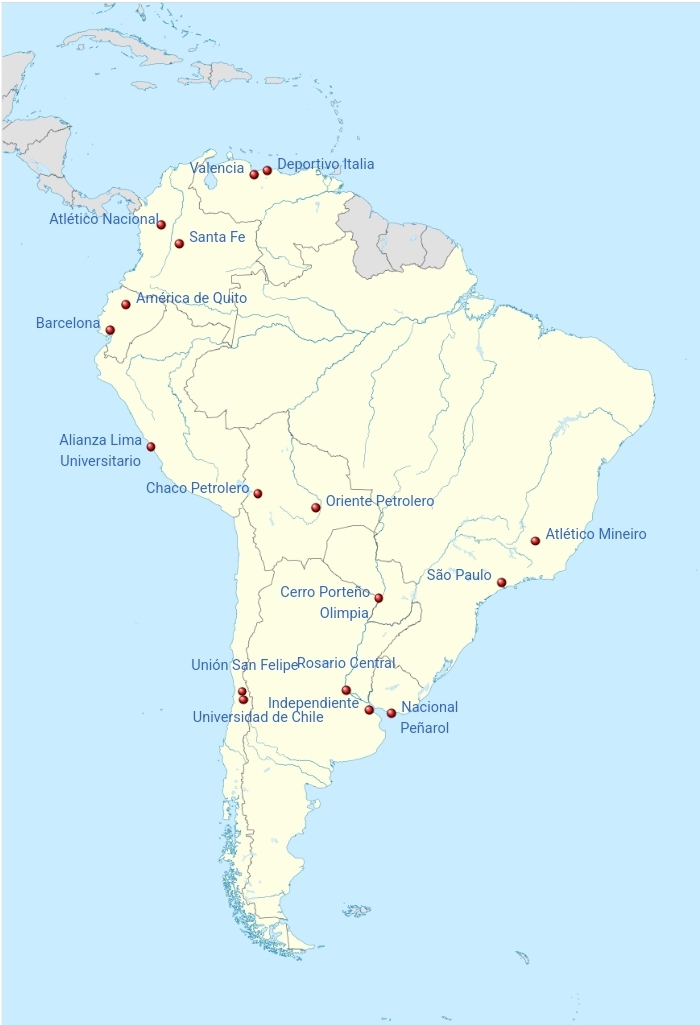 Valencia
Deportivo Italia
Atlético Nacional
Santa Fe
América de Quito
Barcelona
Alianza Lima
Universitario
Chaco Petrolero
Oriente Petrolero
Atlético Mineiro
São Paulo
Cerro Porteño
Olimpia
Unión San Felipe
Rosario Central
Independiente
Universidad de Chile
Nacional
Peñarol